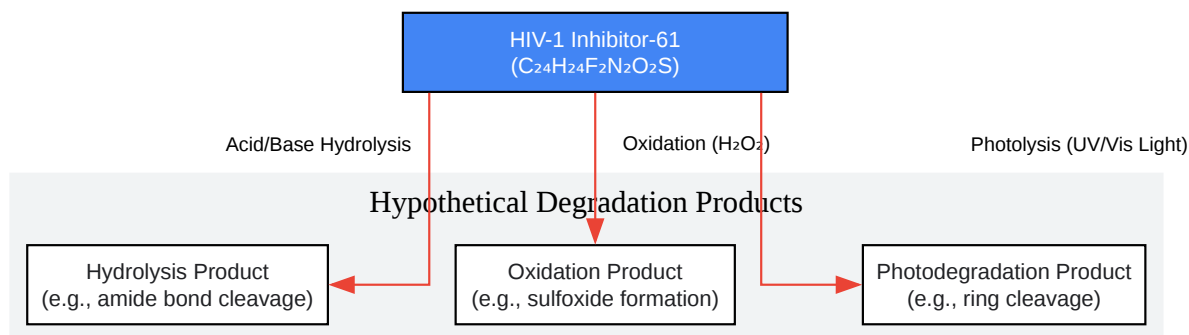 HIV-1 Inhibitor-61
(C₂₄H₂₄F₂N₂O₂S)
Acid/Base Hydrolysis
Oxidation (H₂O₂)
Photolysis (UV/Vis Light)
Hypothetical Degradation Products
Hydrolysis Product
(e.g., amide bond cleavage)
Oxidation Product
(e.g., sulfoxide formation)
Photodegradation Product
(e.g., ring cleavage)